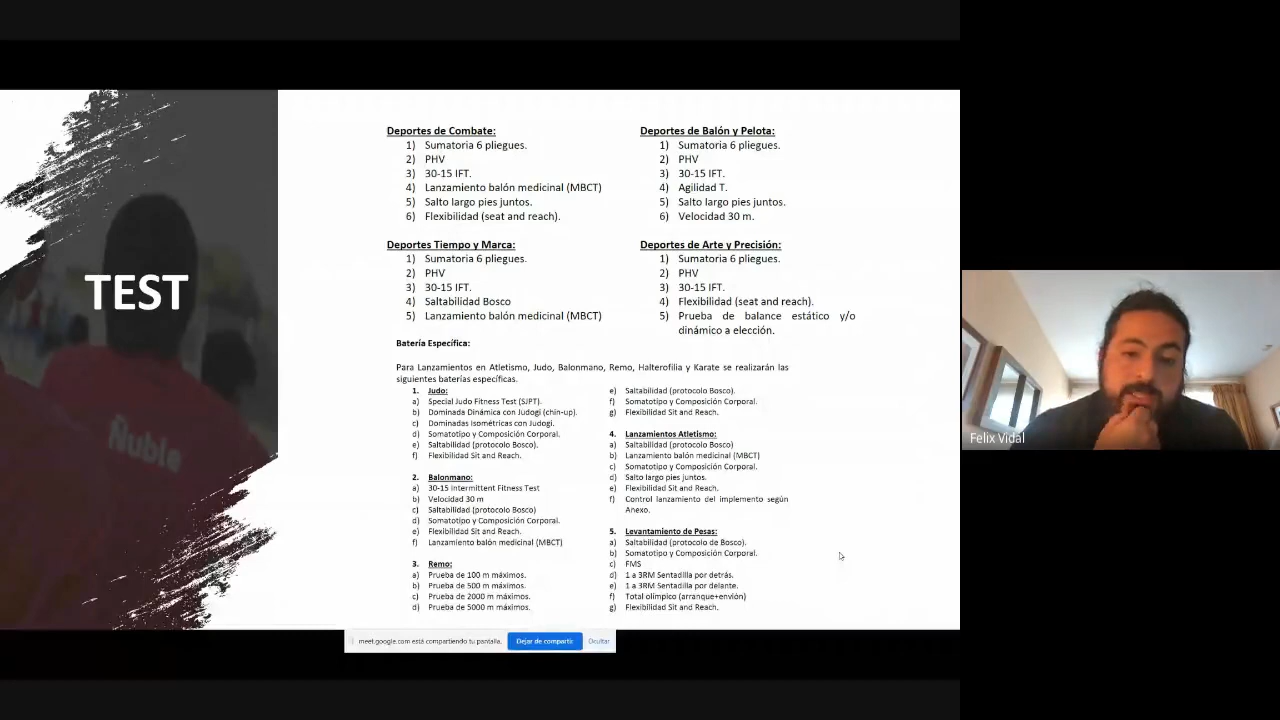 TEST
Ñuble
Deportes de Combate:
1) Sumatoria 6 pliegues.
2) PHV
3) 30-15 IFT.
4) Lanzamiento balón medicinal (MBCT)
5) Salto largo pies juntos.
6) Flexibilidad (seat and reach).
Deportes de Balón y Pelota:
1) Sumatoria 6 pliegues.
2) PHV
3) 30-15 IFT.
4) Agilidad T.
5) Salto largo pies juntos.
6) Velocidad 30 m.
Deportes Tiempo y Marca:
1) Sumatoria 6 pliegues.
2) PHV
3) 30-15 IFT.
4) Saltabilidad Bosco
5) Lanzamiento balón medicinal (MBCT)
Deportes de Arte y Precisión:
1) Sumatoria 6 pliegues.
2) PHV
3) 30-15 IFT.
4) Flexibilidad (seat and reach).
5) Prueba de balance estático y/o
dinámico a elección.
Batería Específica:
Para Lanzamientos en Atletismo, Judo, Balonmano, Remo, Halterofilia y Karate se realizarán las
siguientes baterías específicas.
1. Judo:
a) Special Judo Fitness Test (SJFT).
b) Dominada Dinámica con Judogi (chin-up).
c) Dominadas Isométricas con Judogi.
d) Somatotipo y Composición Corporal.
e) Saltabilidad (protocolo Bosco).
f) Flexibilidad Sit and Reach.
2. Balonmano:
a) 30-15 Intermittent Fitness Test
b) Velocidad 30 m
c) Saltabilidad (protocolo Bosco)
d) Somatotipo y Composición Corporal.
e) Flexibilidad Sit and Reach.
f) Lanzamiento balón medicinal (MBCT)
3. Remo:
a) Prueba de 100 m máximos.
b) Prueba de 500 m máximos.
c) Prueba de 2000 m máximos.
d) Prueba de 5000 m máximos.
e) Saltabilidad (protocolo Bosco).
f) Somatotipo y Composición Corporal.
g) Flexibilidad Sit and Reach.
4. Lanzamientos Atletismo:
a) Saltabilidad (protocolo Bosco)
b) Lanzamiento balón medicinal (MBCT)
c) Somatotipo y Composición Corporal.
d) Salto largo pies juntos.
e) Flexibilidad Sit and Reach.
f) Control lanzamiento del implemento según
Anexo.
5. Levantamiento de Pesas:
a) Saltabilidad (protocolo de Bosco).
b) Somatotipo y Composición Corporal.
c) FMS
d) 1 a 3RM Sentadilla por detrás.
e) 1 a 3RM Sentadilla por delante.
f) Total olímpico (arranque+envión)
g) Flexibilidad Sit and Reach.
Felix Vidal
meet.google.com está compartiendo tu pantalla.
Dejar de compartir
Ocultar